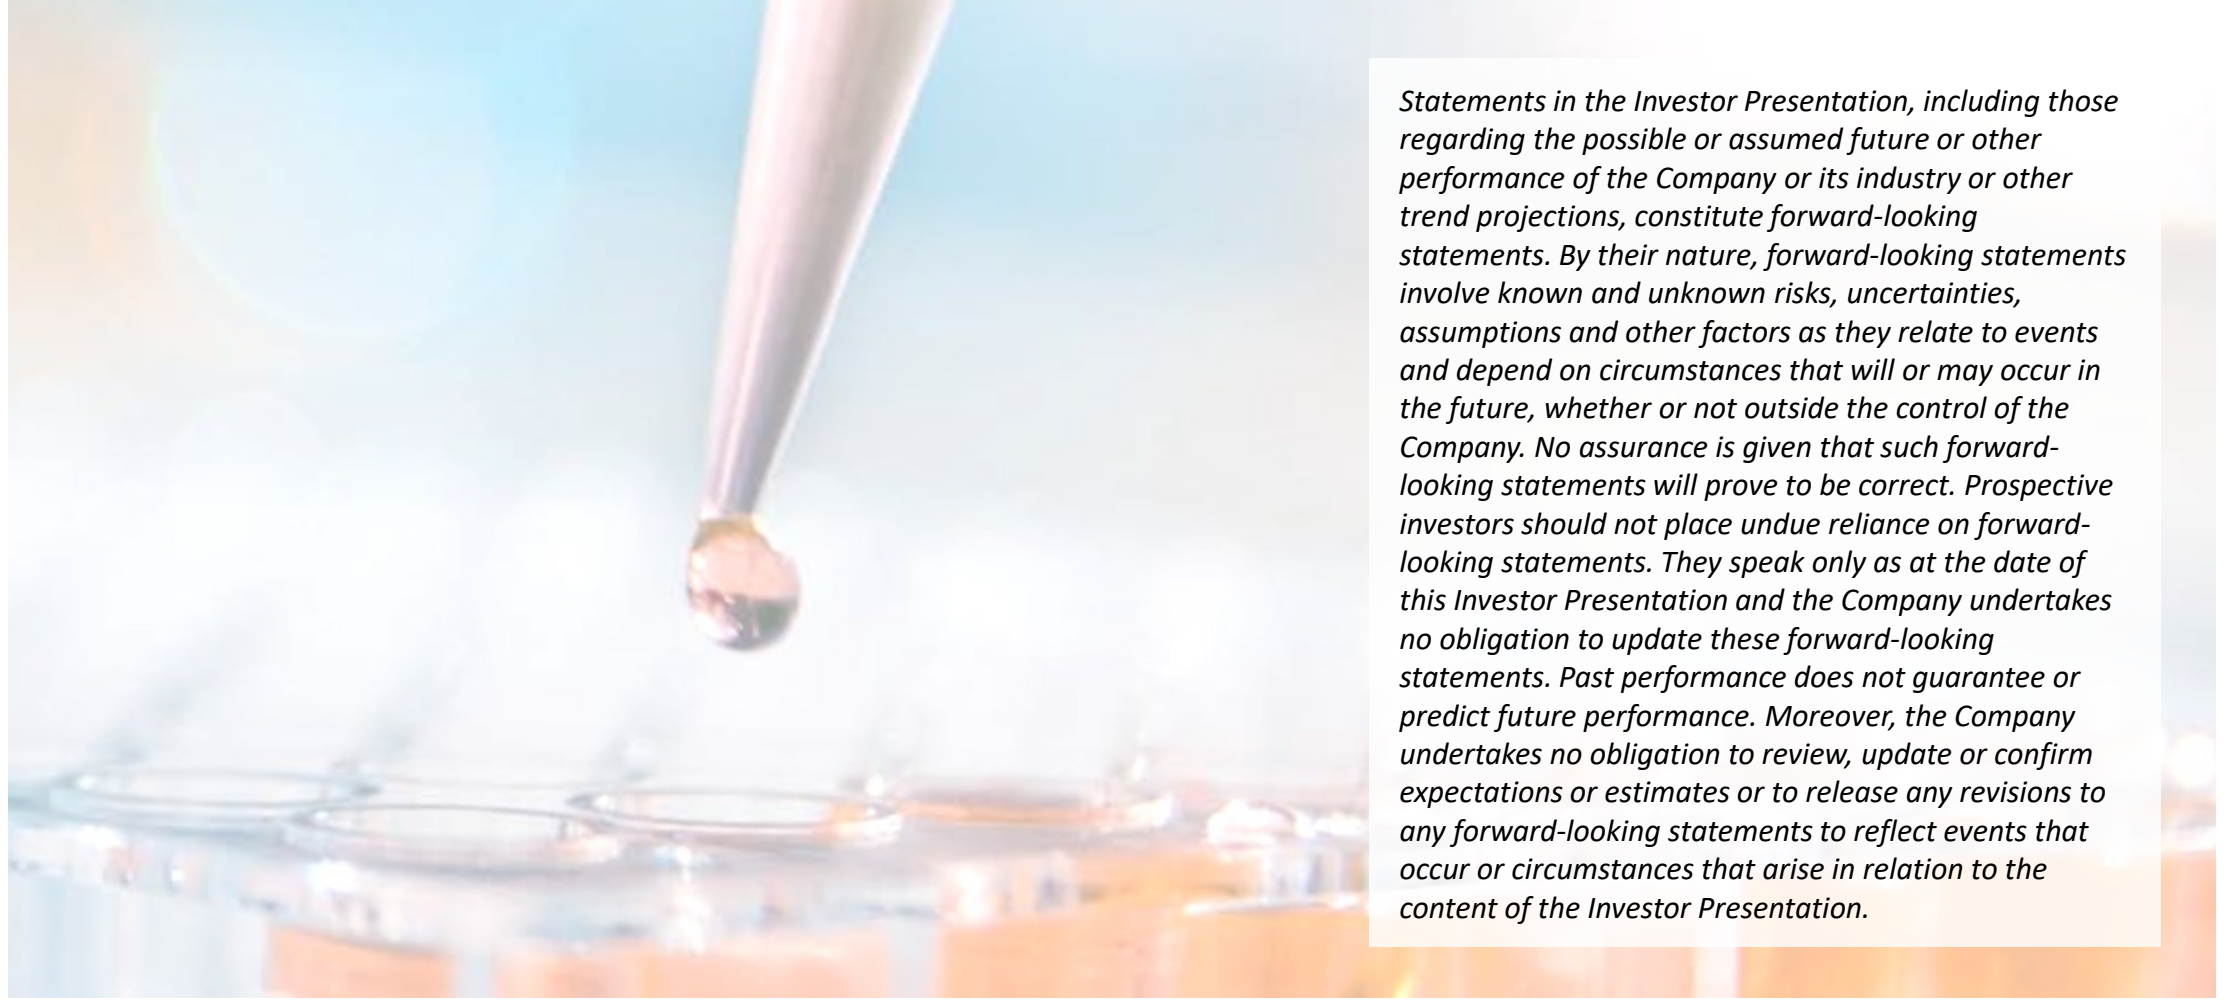 Statements in the Investor Presentation, including those
regarding the possible or assumed future or other
performance of the Company or its industry or other
trend projections, constitute forward-looking
statements. By their nature, forward-looking statements
involve known and unknown risks, uncertainties,
assumptions and other factors as they relate to events
and depend on circumstances that will or may occur in
the future, whether or not outside the control of the
Company. No assurance is given that such forward-
looking statements will prove to be correct. Prospective
investors should not place undue reliance on forward-
looking statements. They speak only as at the date of
this Investor Presentation and the Company undertakes
no obligation to update these forward-looking
statements. Past performance does not guarantee or
predict future performance. Moreover, the Company
undertakes no obligation to review, update or confirm
expectations or estimates or to release any revisions to
any forward-looking statements to reflect events that
occur or circumstances that arise in relation to the
content of the Investor Presentation.